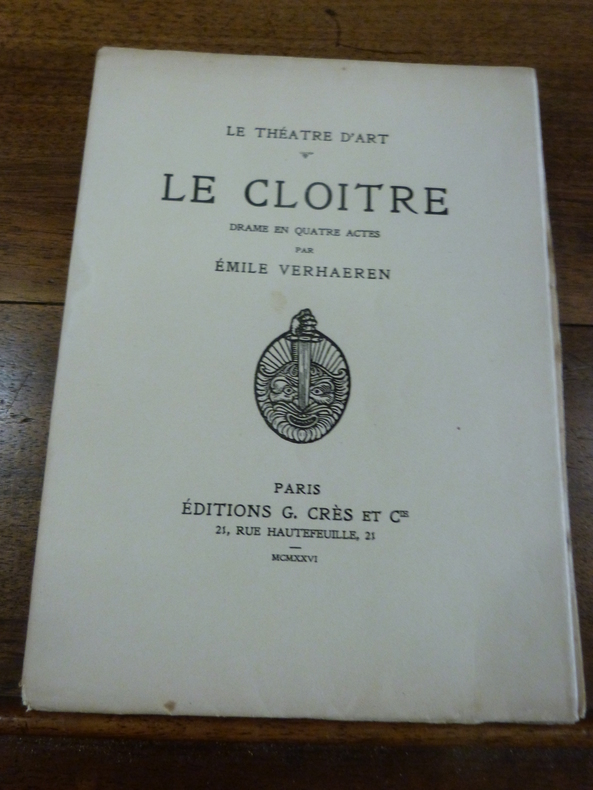 LE THÉATRE D'ART
LE CLOITRE
DRAME EN QUATRE ACTES
PAR
ÉMILE VERHAEREN
PARIS
ÉDITIONS G. CRÈS ET Cie
21, RUE HAUTEFEUILLE, 21
MCMXXVI